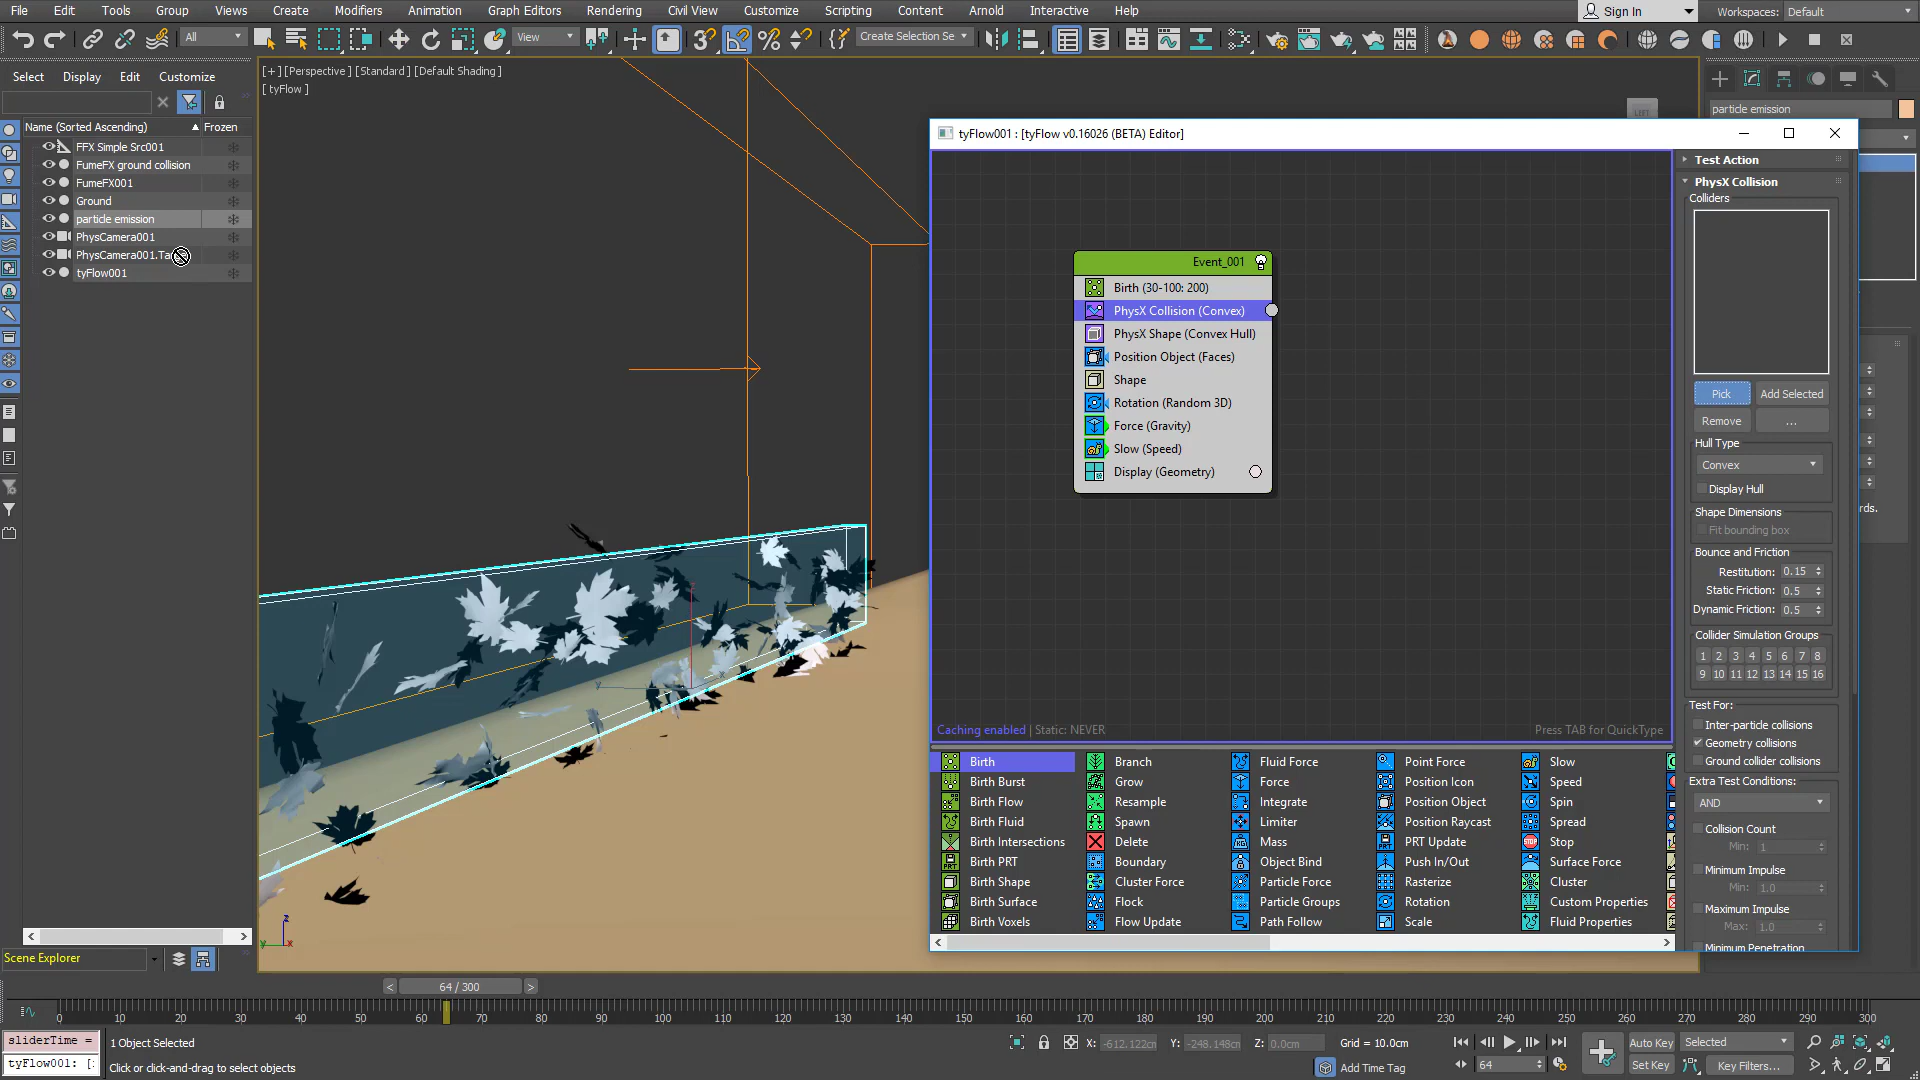 File Edit Tools Group Views Create Modifiers Animation Graph Editors Rendering Civil View Customize Scripting Content Arnold Interactive Help
Sign In
Workspaces: Default
All
View
Create Selection Se
Select Display Edit Customize
Name (Sorted Ascending) Frozen
FFX Simple Src001
FumeFX ground collision
FumeFX001
Ground
particle emission
PhysCamera001
PhysCamera001.Ta
tyFlow001
[+] [Perspective] [Standard] [Default Shading]
[ tyFlow ]
LEFT
particle emission
tyFlow001 : [tyFlow v0.16026 (BETA) Editor]
Event_001
Birth (30-100: 200)
PhysX Collision (Convex)
PhysX Shape (Convex Hull)
Position Object (Faces)
Shape
Rotation (Random 3D)
Force (Gravity)
Slow (Speed)
Display (Geometry)
Caching enabled | Static: NEVER
Press TAB for QuickType
Test Action
PhysX Collision
Colliders
Pick Add Selected
Remove ...
Hull Type
Convex
Display Hull
Shape Dimensions
Fit bounding box
Bounce and Friction
Restitution: 0.15
Static Friction: 0.5
Dynamic Friction: 0.5
Collider Simulation Groups
1 2 3 4 5 6 7 8
9 10 11 12 13 14 15 16
Test For:
Inter-particle collisions
Geometry collisions
Ground collider collisions
Extra Test Conditions:
AND
Collision Count
Min: 1
Minimum Impulse
Min: 1.0
Maximum Impulse
Max: 1.0
Minimum Penetration
rds.
Birth Branch Fluid Force Point Force Slow
Birth Burst Grow Force Position Icon Speed
Birth Flow Resample Integrate Position Object Spin
Birth Fluid Spawn Limiter Position Raycast Spread
Birth Intersections Delete Mass PRT Update Stop
Birth PRT Boundary Object Bind Push In/Out Surface Force
Birth Shape Cluster Force Particle Force Rasterize Cluster
Birth Surface Flock Particle Groups Rotation Custom Properties
Birth Voxels Flow Update Path Follow Scale Fluid Properties
z
y x
Scene Explorer
< 64 / 300 >
0 10 20 30 40 50 60 70 80 90 100 110 120 130 140 150 160 170 180 190 200 210 220 230 240 250 260 270 280 290 300
sliderTime =
tyFlow001: [:
1 Object Selected
Click or click-and-drag to select objects
X: -612.122cm Y: -248.148cm Z: 0.0cm Grid = 10.0cm
Add Time Tag
64
Auto Key Selected
Set Key Key Filters...